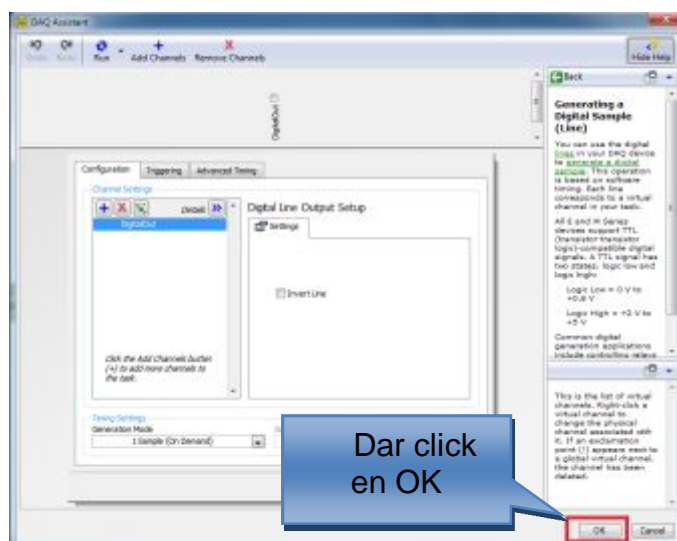 DAQ Assistant
Undo Redo Run Add Channels Remove Channels Hide Help
DigitalOut
Back
Generating a
Digital Sample
(Line)
You can use the digital
lines in your DAQ device
to generate a digital
sample. This operation
is based on software
timing. Each line
corresponds to a virtual
channel in your task.
All E and M Series
devices support TTL
(transistor-transistor
logic)-compatible digital
signals. A TTL signal has
two states, logic low and
logic high:
Logic Low = 0 V to
+0.8 V
Logic High = +2 V to
+5 V
Common digital
generation applications
include controlling relays
Configuration Triggering Advanced Timing
Channel Settings
Details
DigitalOut
Click the Add Channels button
(+) to add more channels to
the task.
Digital Line Output Setup
Settings
Invert Line
Timing Settings
Generation Mode
1 Sample (On Demand)
This is the list of virtual
channels. Right-click a
virtual channel to
change the physical
channel associated with
it. If an exclamation
point (!) appears next to
a global virtual channel,
the channel has been
deleted.
Dar click
en OK
OK Cancel